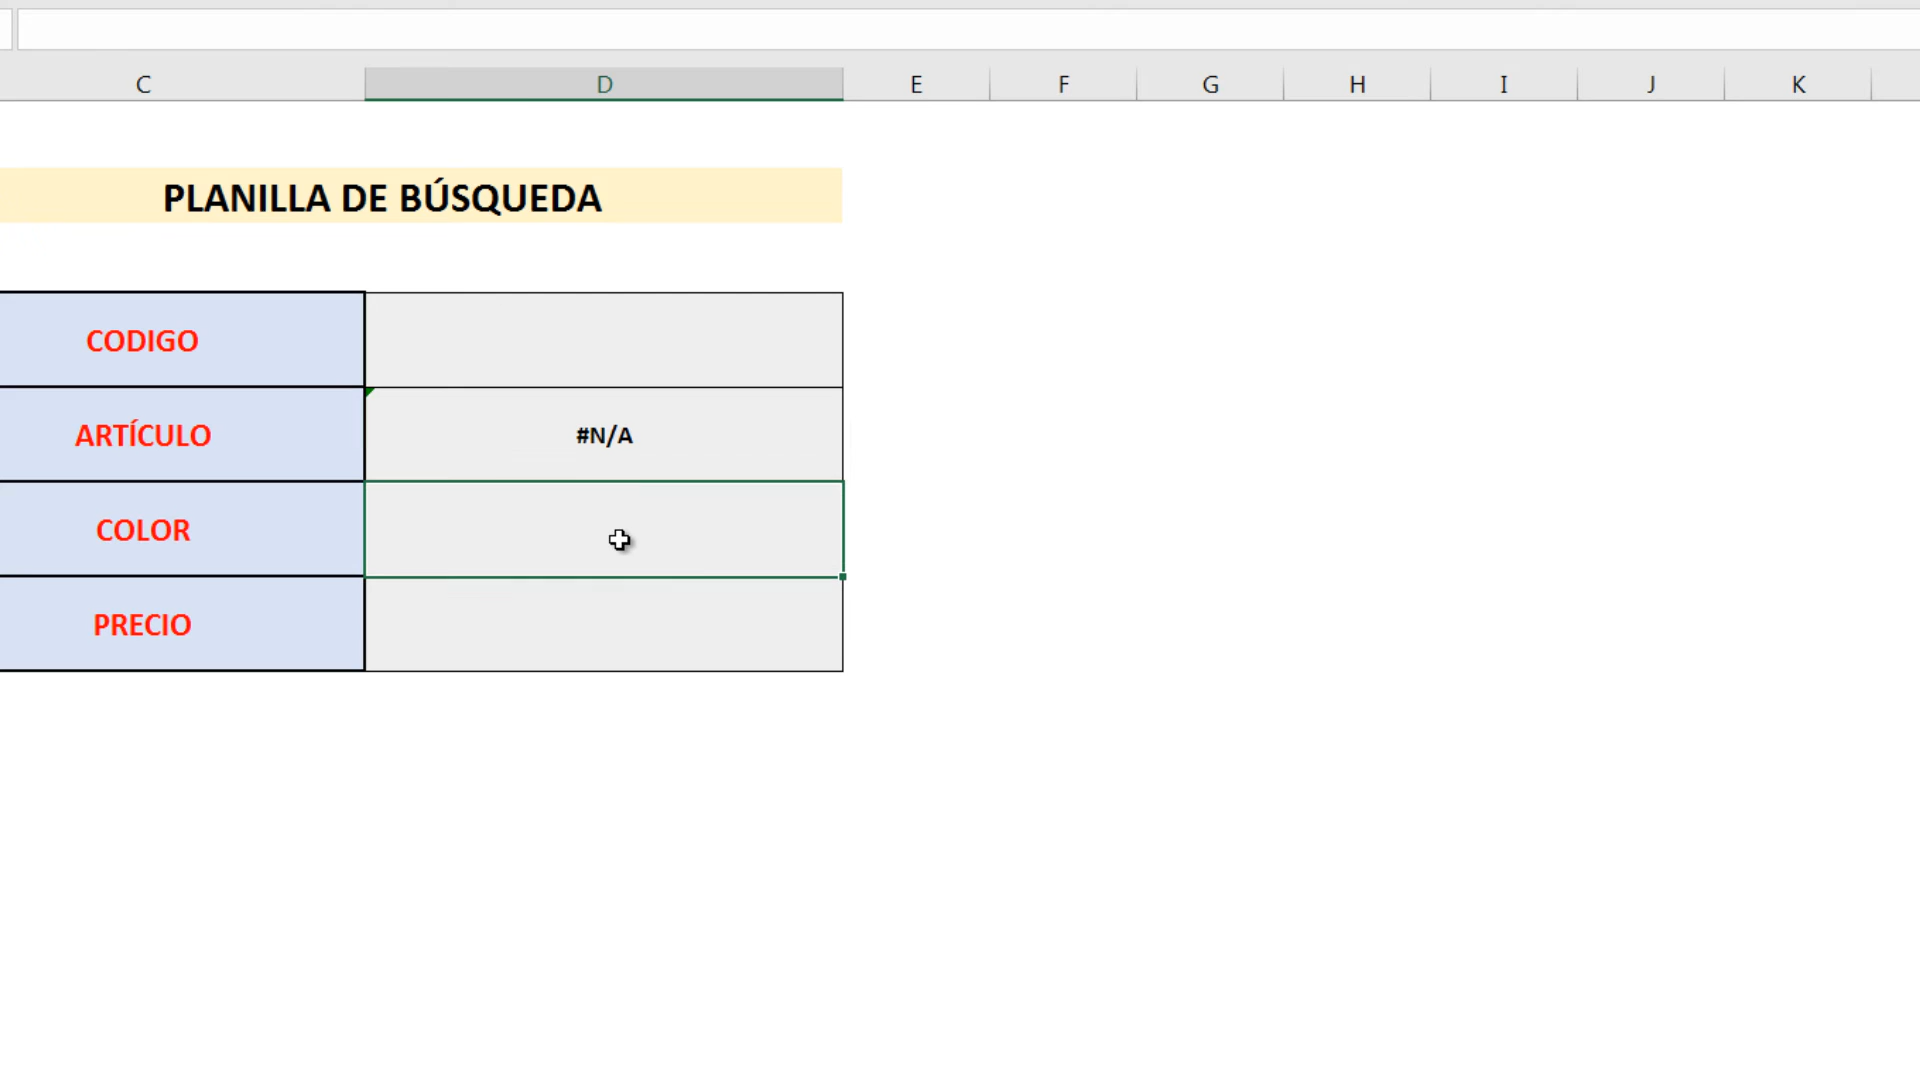 C D E F G H I J K
PLANILLA DE BÚSQUEDA
CODIGO
ARTÍCULO #N/A
COLOR
PRECIO